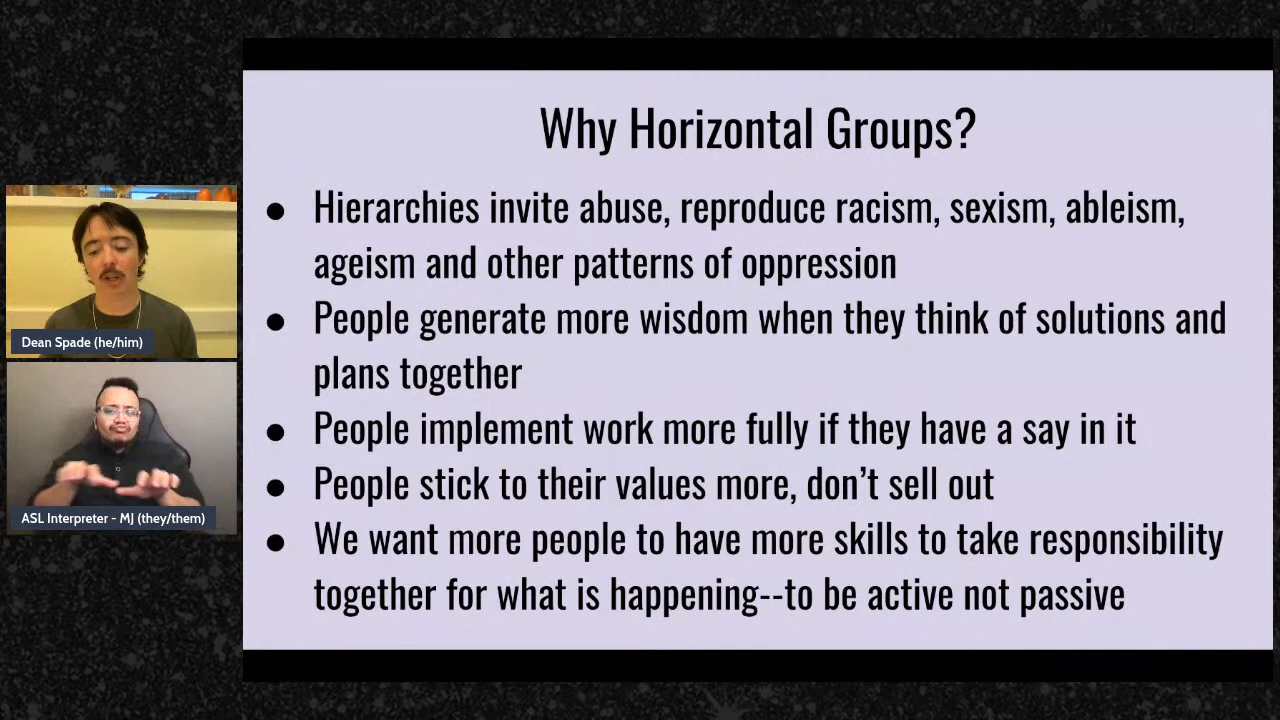 Why Horizontal Groups?
● Hierarchies invite abuse, reproduce racism, sexism, ableism,
ageism and other patterns of oppression
● People generate more wisdom when they think of solutions and
plans together
● People implement work more fully if they have a say in it
● People stick to their values more, don’t sell out
● We want more people to have more skills to take responsibility
together for what is happening--to be active not passive
Dean Spade (he/him)
ASL Interpreter - MJ (they/them)